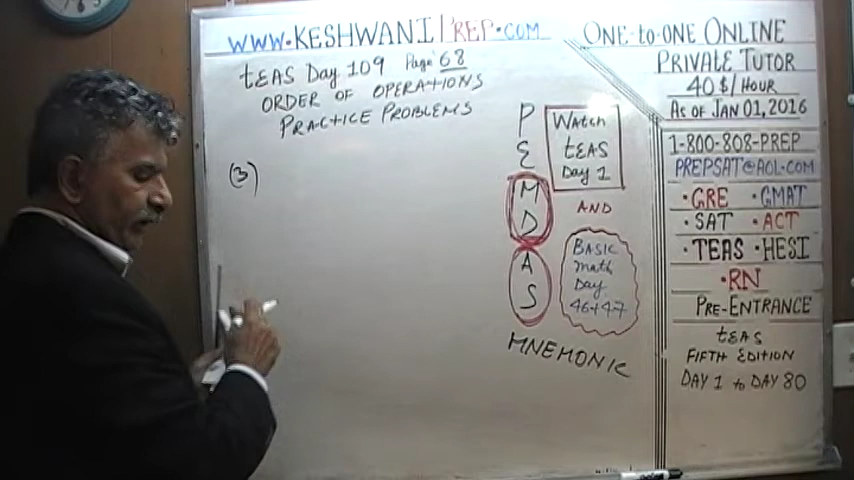 www.KESHWANIPREP.COM
tEAS Day 109 Page 68
ORDER OF OPERATIONS
PRACTICE PROBLEMS
(3)
P
E
M
D
A
S
MNEMONIC
Watch
tEAS
Day 1
AND
BASIC
math
Day
46+47
ONE-to-ONE ONLINE
PRIVATE TUTOR
40$/HOUR
AS OF JAN 01, 2016
1-800-808-PREP
PREPSAT@AOL.COM
•GRE •GMAT
•SAT •ACT
•TEAS •HESI
•RN
PRE-ENTRANCE
tEAS
FIFTH EDITION
DAY 1 to DAY 80